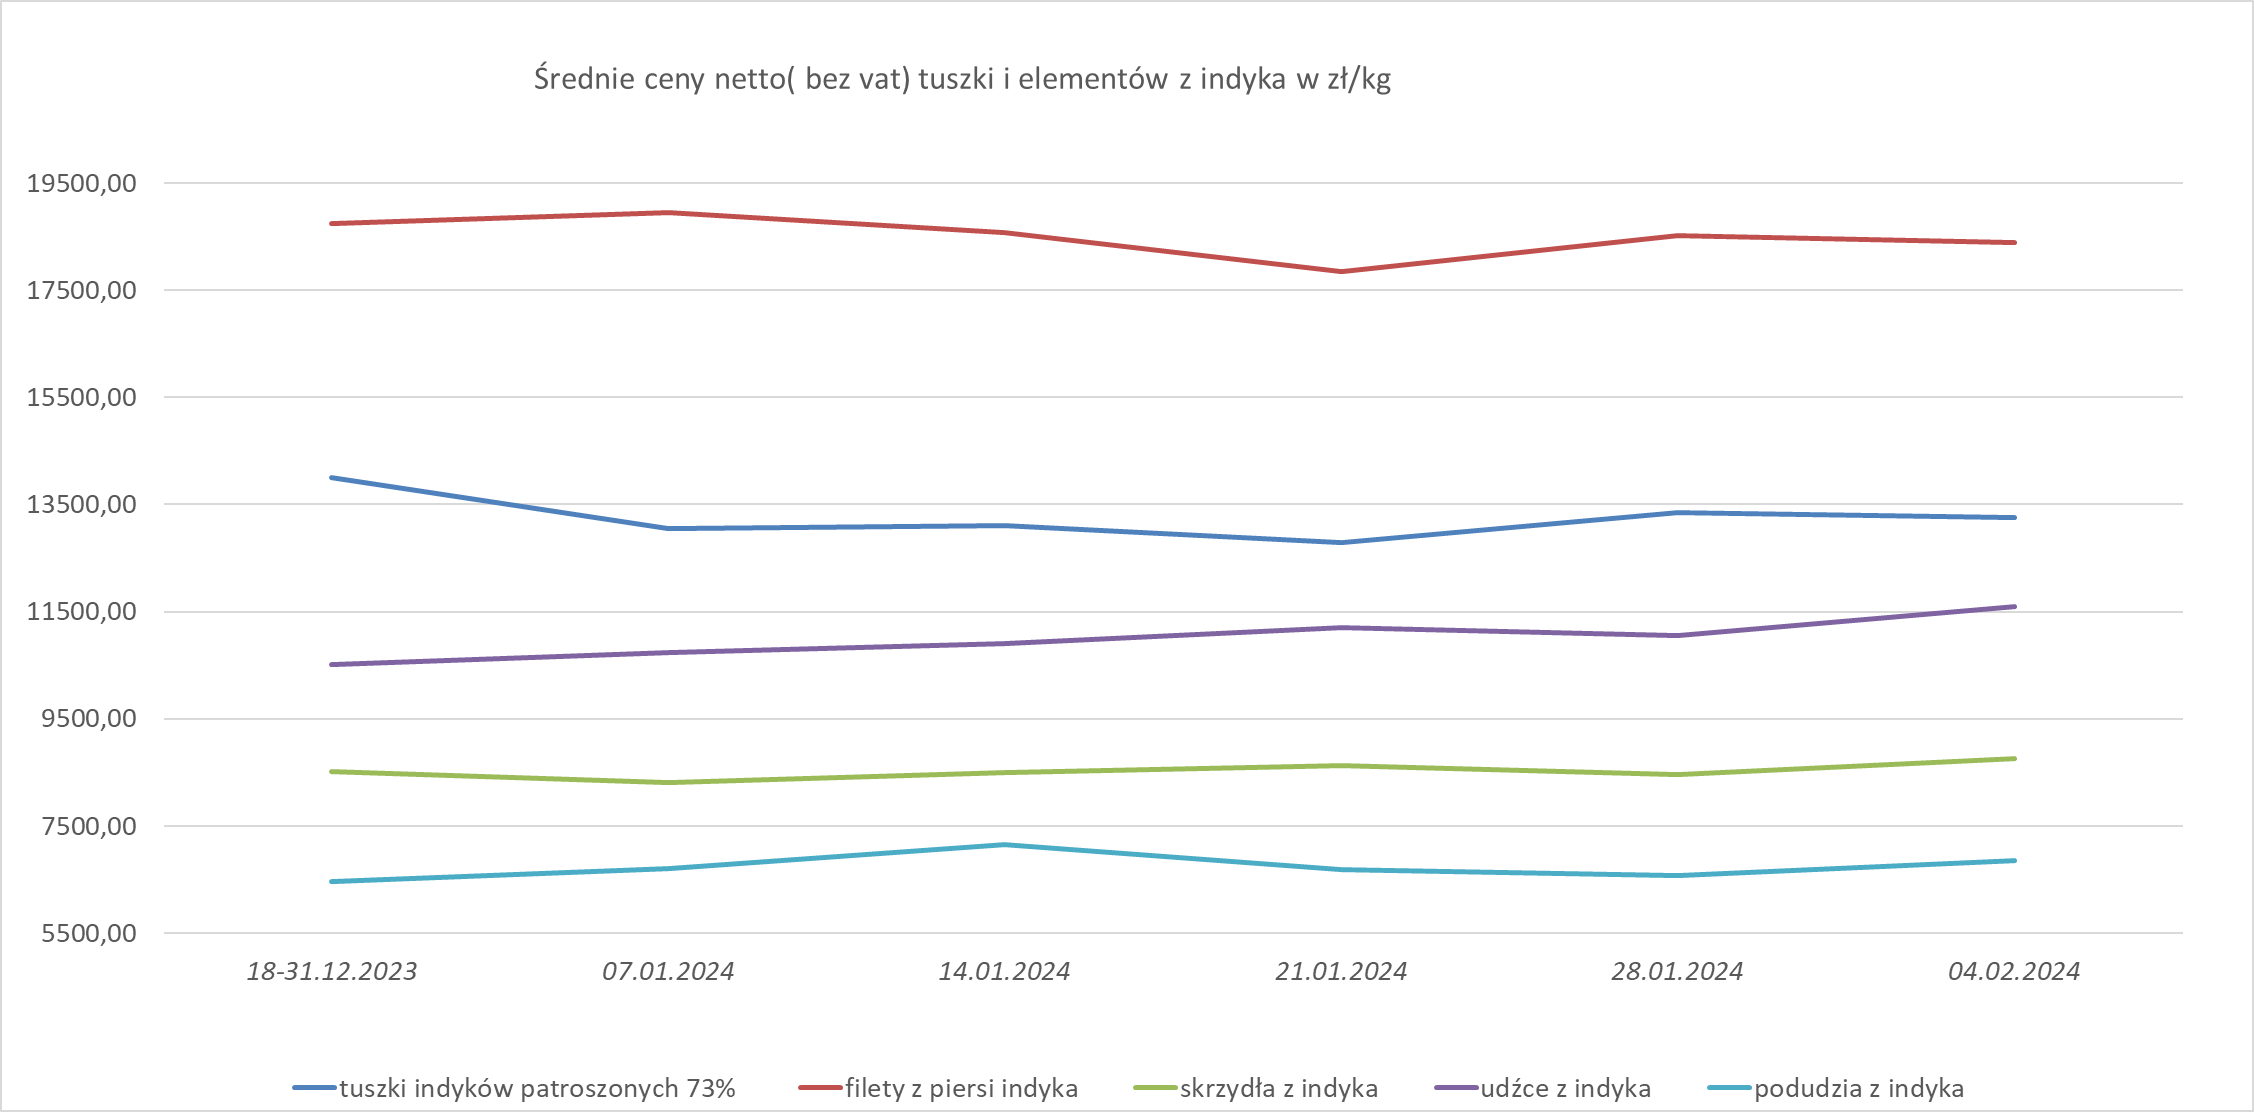 Średnie ceny netto( bez vat) tuszki i elementów z indyka w zł/kg
19500,00
17500,00
15500,00
13500,00
11500,00
9500,00
7500,00
5500,00
18-31.12.2023 07.01.2024 14.01.2024 21.01.2024 28.01.2024 04.02.2024
tuszki indyków patroszonych 73% filety z piersi indyka skrzydła z indyka udźce z indyka podudzia z indyka